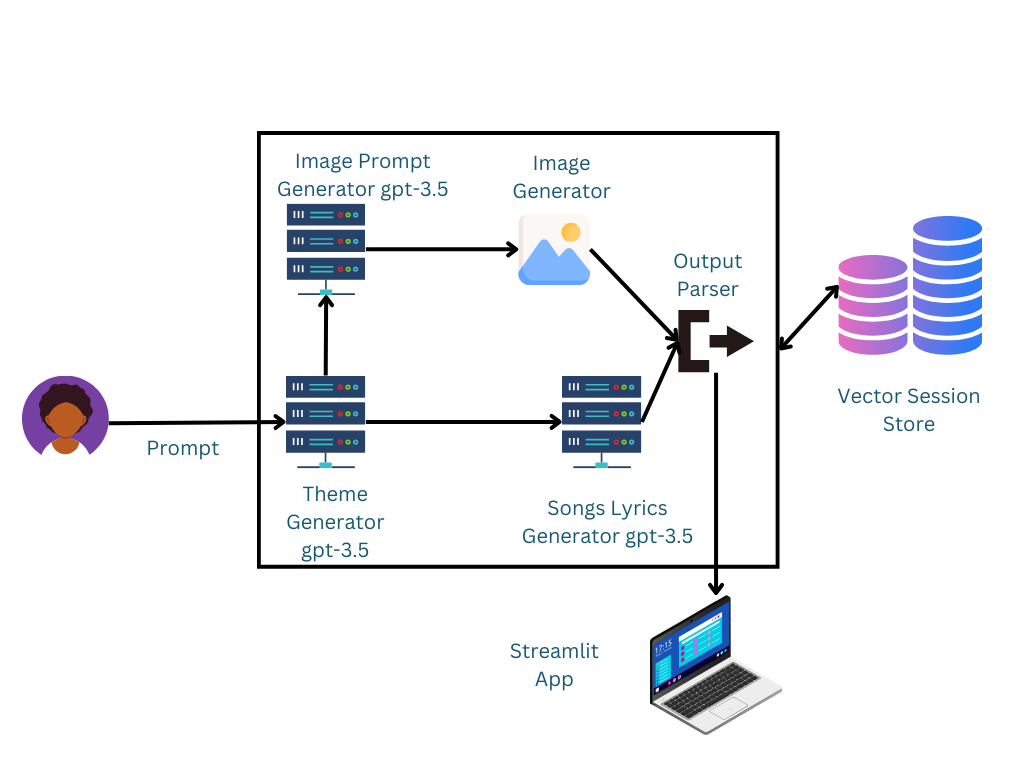 Image Prompt
Generator gpt-3.5
Image
Generator
Output
Parser
Vector Session
Store
Prompt
Theme
Generator
gpt-3.5
Songs Lyrics
Generator gpt-3.5
Streamlit
App
17:15